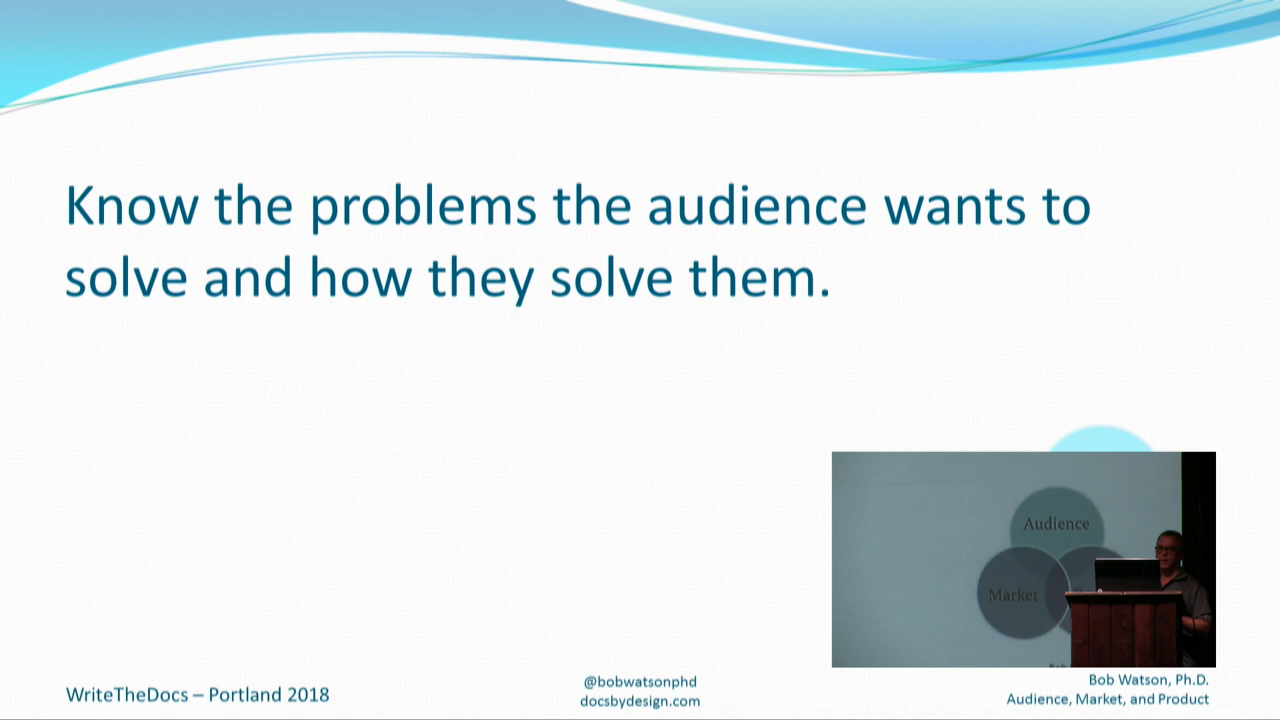 Know the problems the audience wants to
solve and how they solve them.
Audience
Market
WriteTheDocs – Portland 2018
@bobwatsonphd
docsbydesign.com
Bob Watson, Ph.D.
Audience, Market, and Product